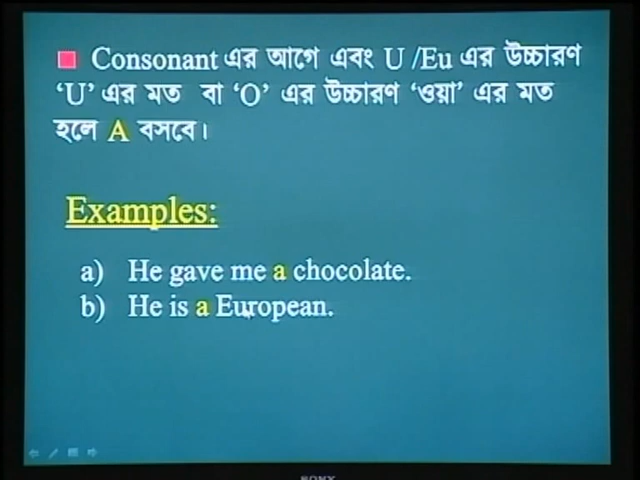 Consonant এর আগে এবং U /Eu এর উচ্চারণ
‘U’ এর মত বা ‘O’ এর উচ্চারণ ‘ওয়া’ এর মত
হলে A বসবে।
Examples:
a) He gave me a chocolate.
b) He is a European.
SONY